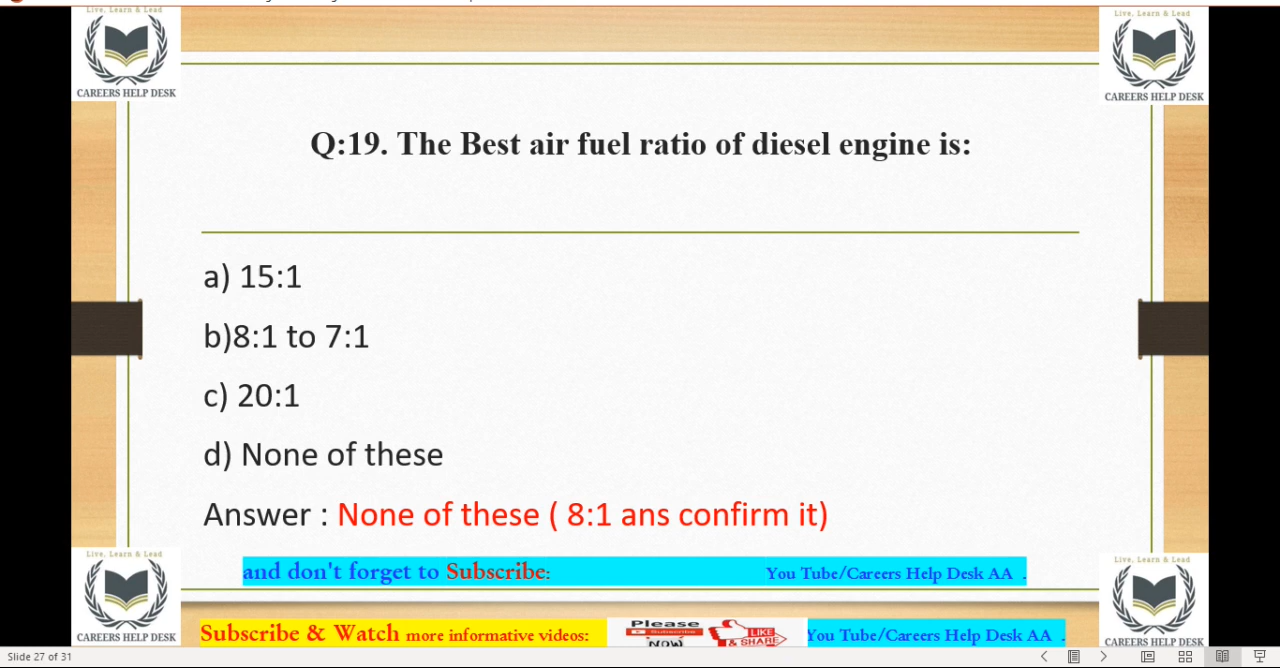 Live, Learn & Lead
CAREERS HELP DESK
Live, Learn & Lead
CAREERS HELP DESK
Q:19. The Best air fuel ratio of diesel engine is:
a) 15:1
b)8:1 to 7:1
c) 20:1
d) None of these
Answer : None of these ( 8:1 ans confirm it)
Live, Learn & Lead
CAREERS HELP DESK
and don't forget to Subscribe:
You Tube/Careers Help Desk AA .
Live, Learn & Lead
CAREERS HELP DESK
Subscribe & Watch more informative videos:
Please
Subscribe
NOW
LIKE
& SHARE
You Tube/Careers Help Desk AA .
Slide 27 of 31